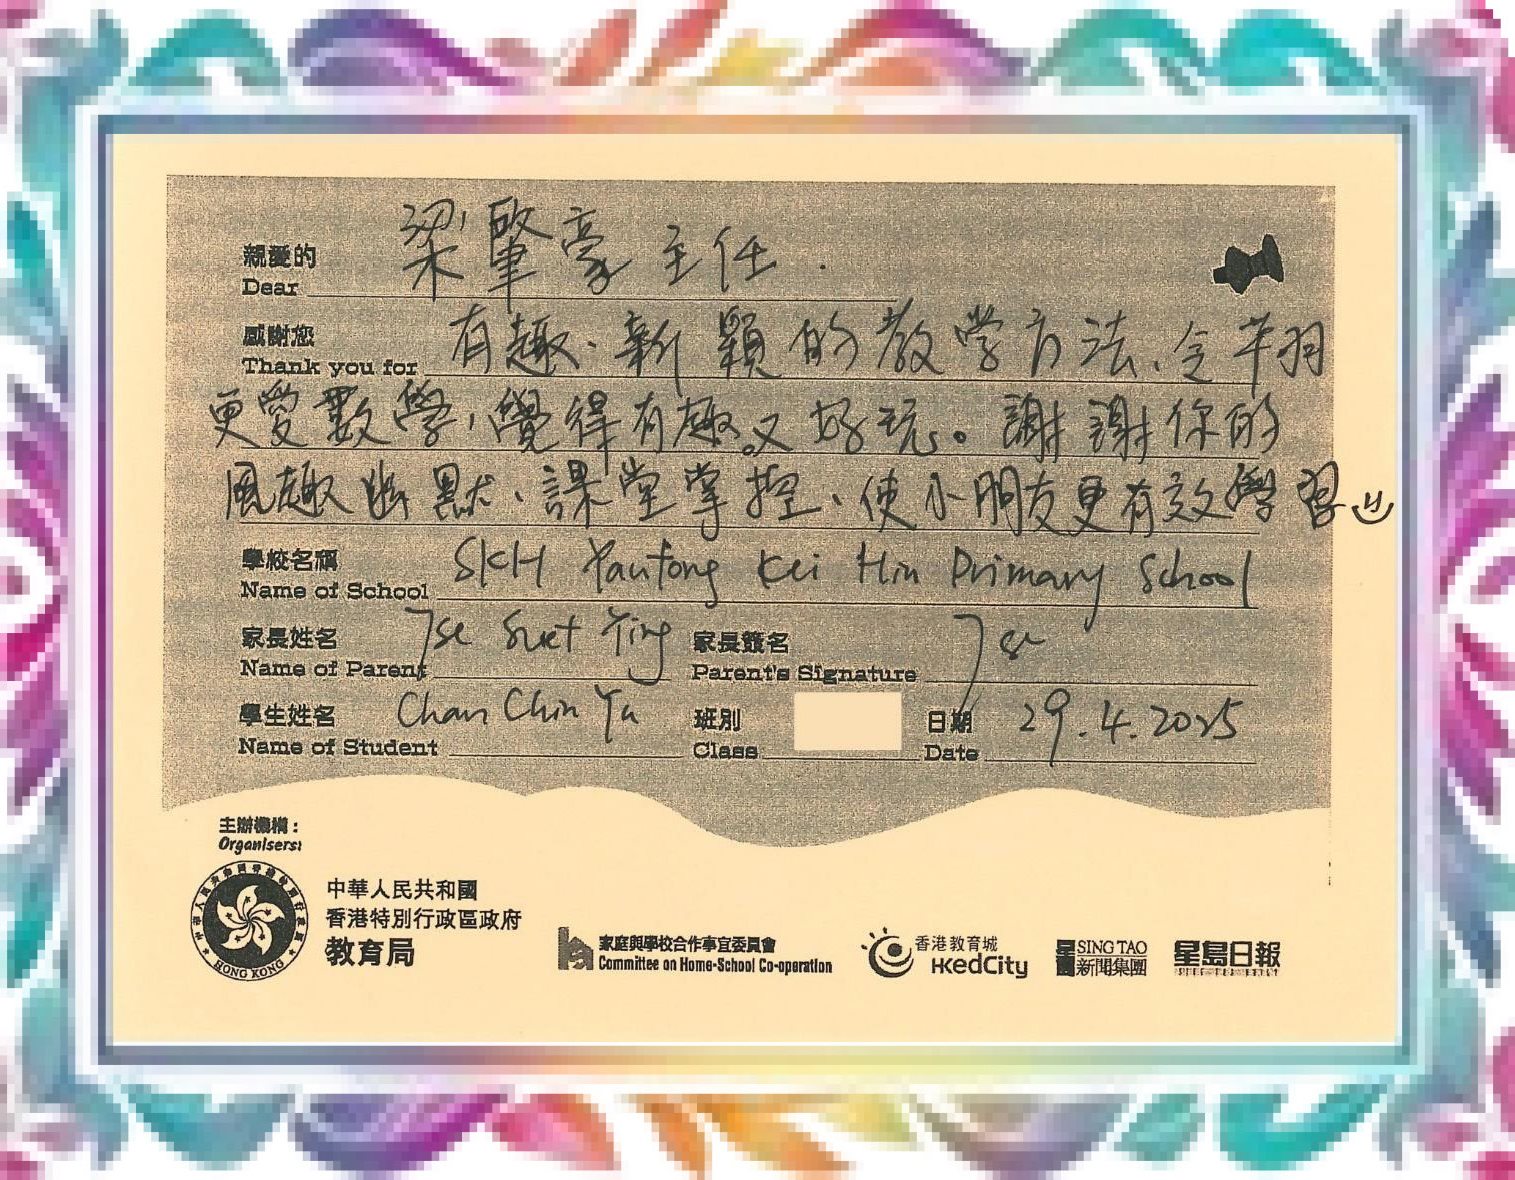 親愛的 梁肇豪主任.
Dear
感謝您 有趣、新穎的教学方法、令芊羽
Thank you for
更愛數學,覺得有趣。又好玩。謝謝你的
風趣幽默、課堂掌控、使小朋友更有效學習
學校名稱 SKH Yautong Kei Hin Primary School
Name of School
家長姓名 Tse Suet Ying 家長簽名 Tse
Name of Parent Parent's Signature
學生姓名 Chan Chin Yu 班別 日期 29.4.2025
Name of Student Class Date
主辦機構:
Organisers:
中華人民共和國
香港特別行政區政府
教育局
HONG KONG
家庭與學校合作事宜委員會
Committee on Home-School Co-operation
香港教育城
HKedCity
星島 SING TAO
新聞集團
星島日報